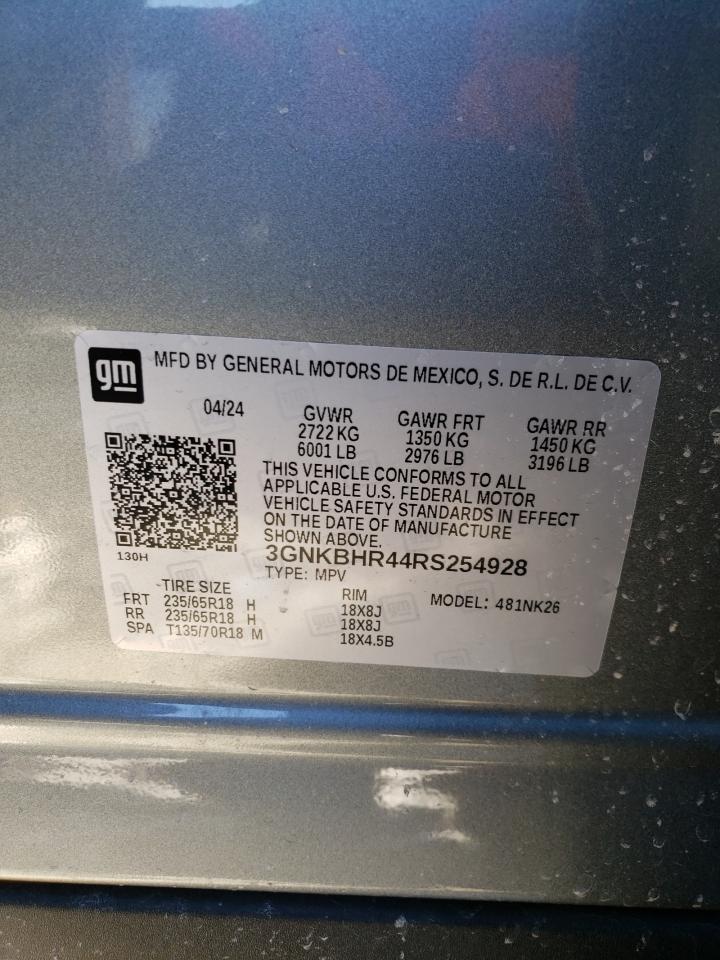 gm
MFD BY GENERAL MOTORS DE MEXICO, S. DE R.L. DE C.V.
04/24 GVWR GAWR FRT GAWR RR
2722 KG 1350 KG 1450 KG
6001 LB 2976 LB 3196 LB
THIS VEHICLE CONFORMS TO ALL
APPLICABLE U.S. FEDERAL MOTOR
VEHICLE SAFETY STANDARDS IN EFFECT
ON THE DATE OF MANUFACTURE
SHOWN ABOVE.
130H
3GNKBHR44RS254928
TYPE: MPV
TIRE SIZE RIM MODEL: 481NK26
FRT 235/65R18 H 18X8J
RR 235/65R18 H 18X8J
SPA T135/70R18 M 18X4.5B